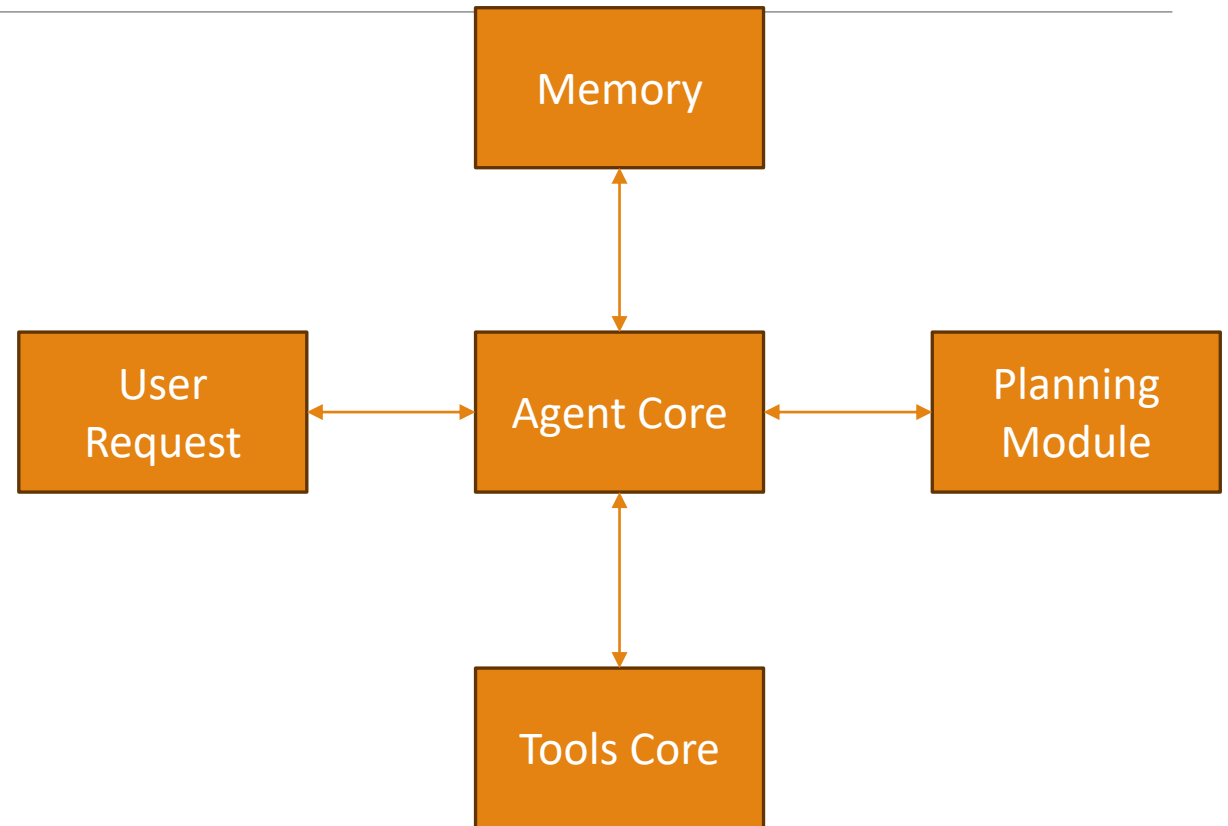 Memory
User
Request
Agent Core
Planning
Module
Tools Core